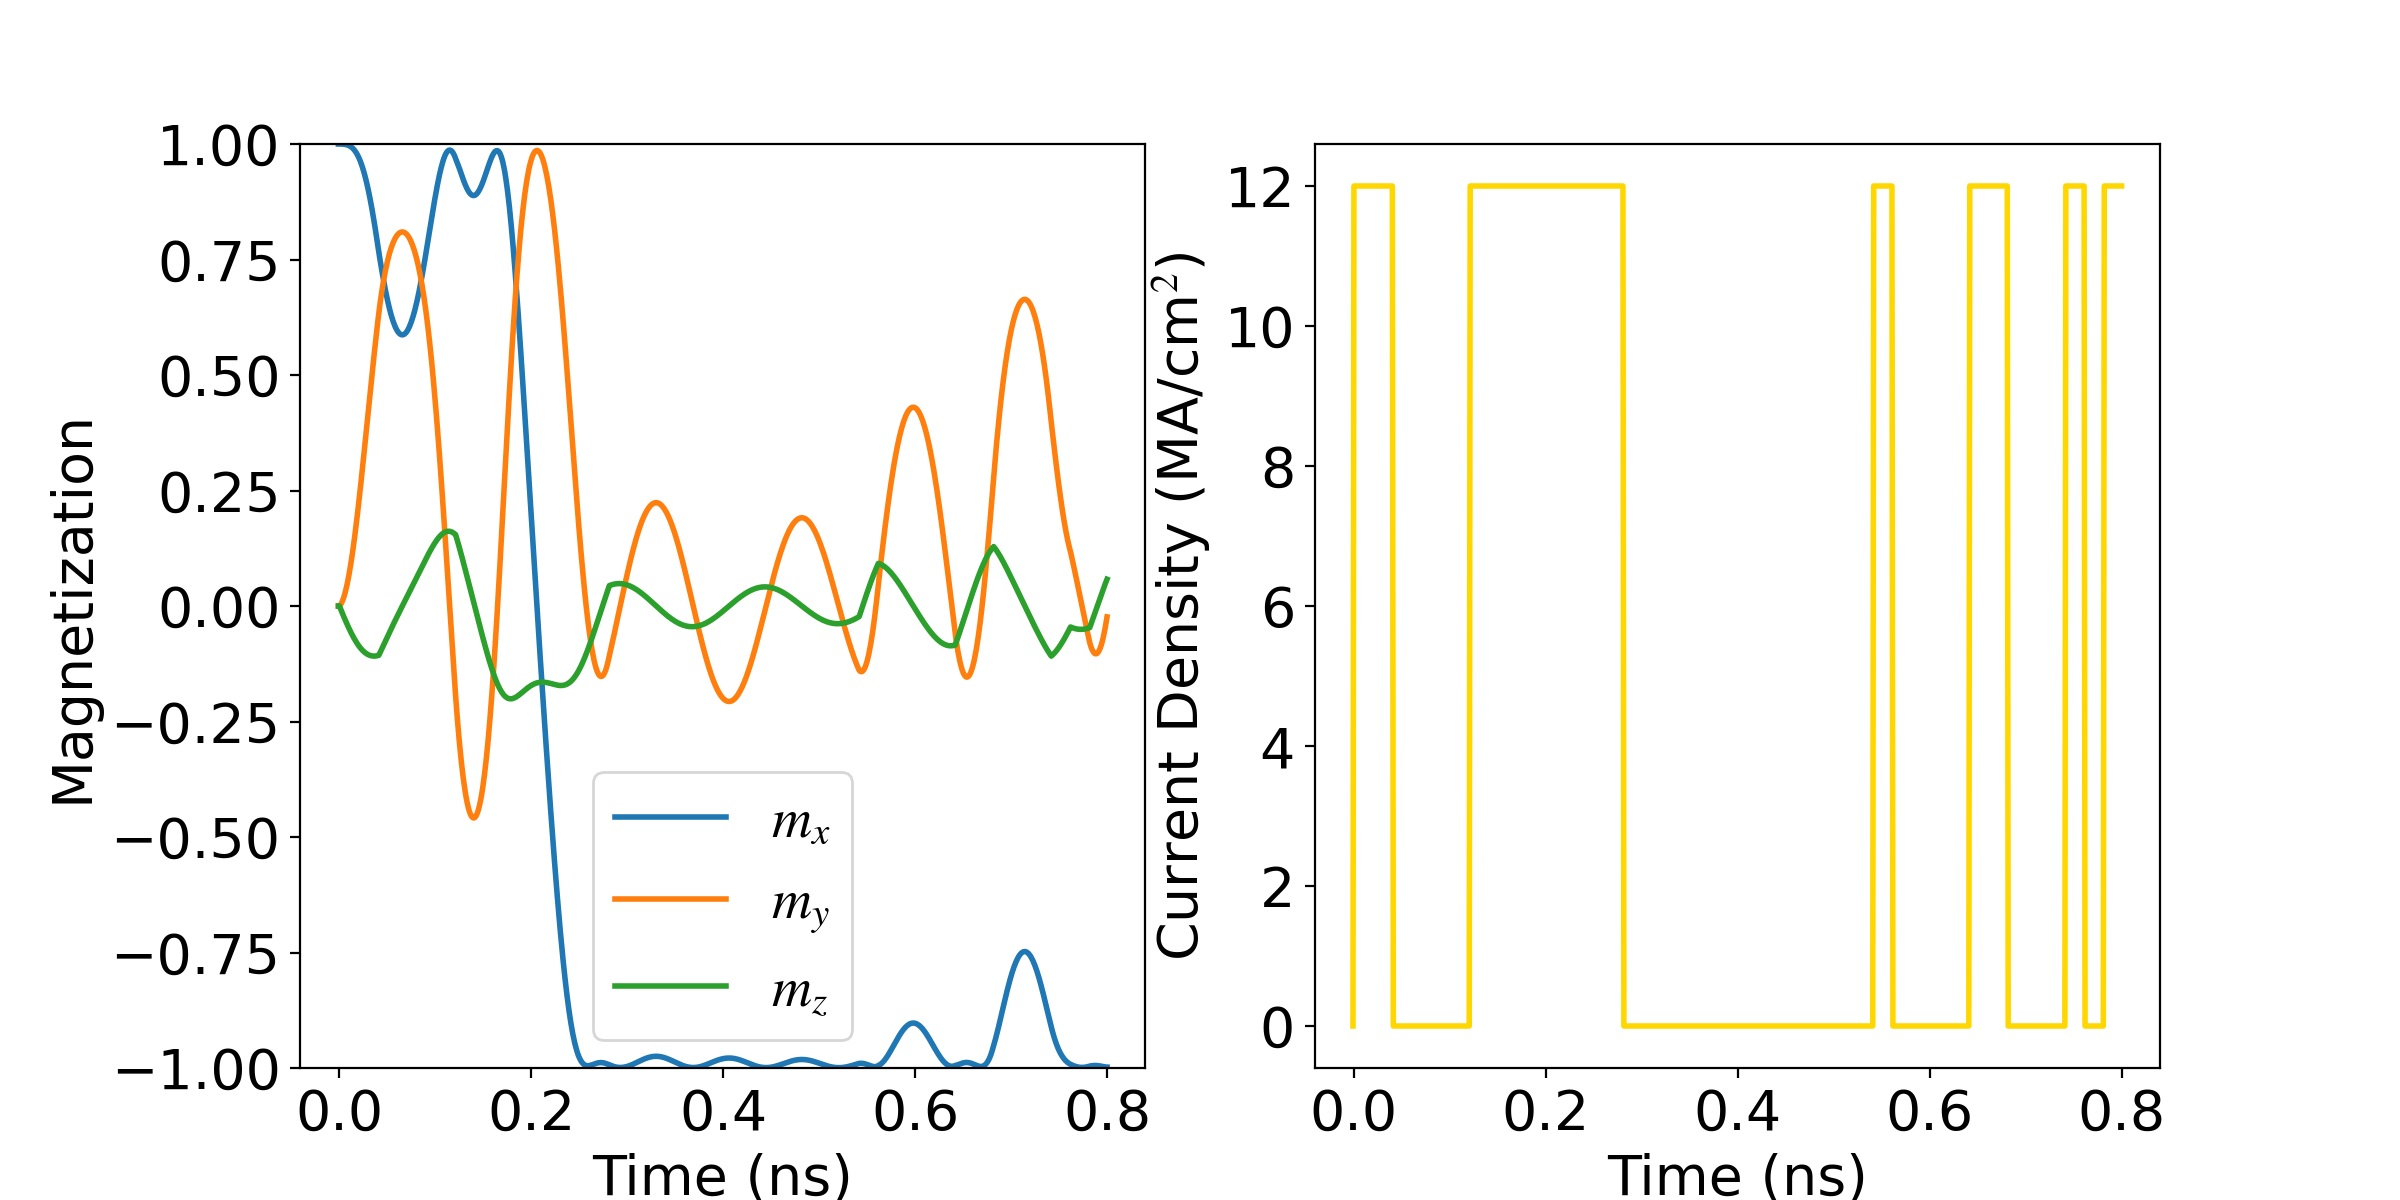 Magnetization
1.00
0.75
0.50
0.25
0.00
−0.25
−0.50
−0.75
−1.00
0.0 0.2 0.4 0.6 0.8
Time (ns)
m_x
m_y
m_z
Current Density (MA/cm²)
12
10
8
6
4
2
0
0.0 0.2 0.4 0.6 0.8
Time (ns)